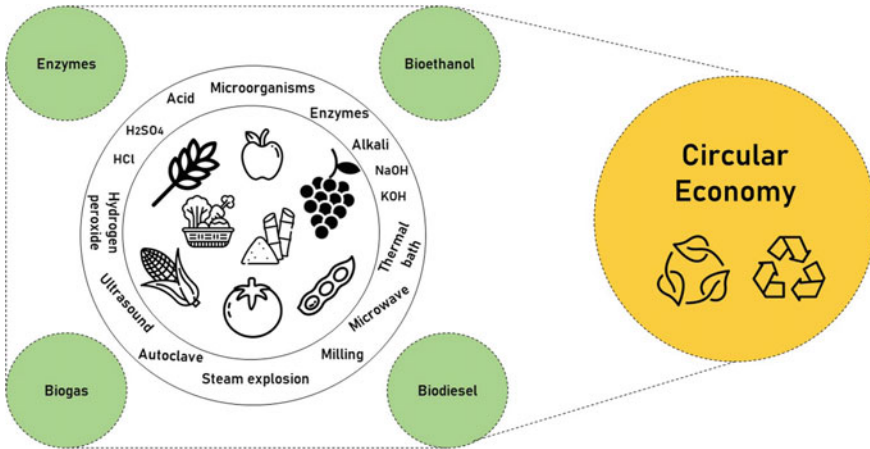 Enzymes
Bioethanol
Microorganisms
Acid
Enzymes
H₂SO₄
Alkali
HCl
NaOH
KOH
Hydrogen
peroxide
Thermal
bath
Ultrasound
Microwave
Autoclave
Milling
Steam explosion
Biogas
Biodiesel
Circular
Economy